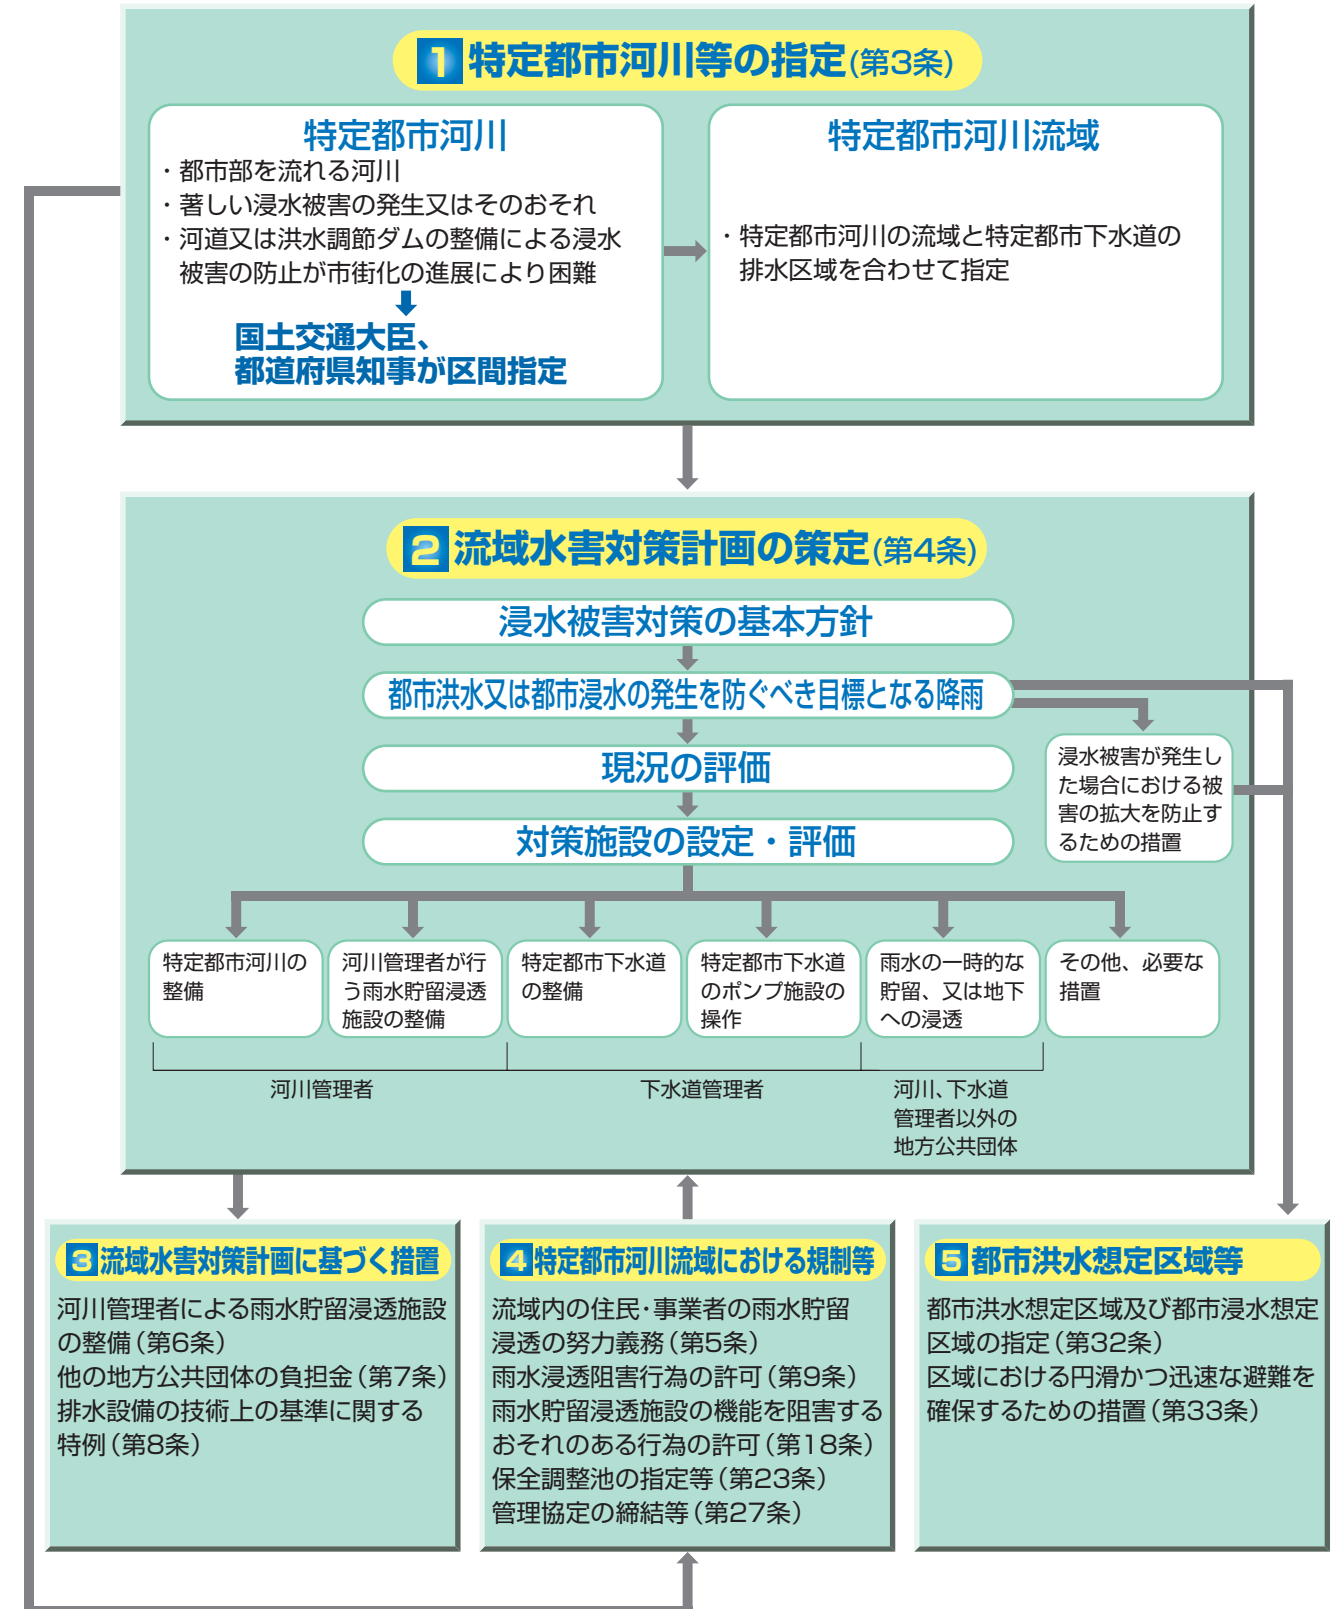 1 特定都市河川等の指定(第3条)
特定都市河川
・都市部を流れる河川
・著しい浸水被害の発生又はそのおそれ
・河道又は洪水調節ダムの整備による浸水
被害の防止が市街化の進展により困難
国土交通大臣、
都道府県知事が区間指定
特定都市河川流域
・特定都市河川の流域と特定都市下水道の
排水区域を合わせて指定
2 流域水害対策計画の策定(第4条)
浸水被害対策の基本方針
都市洪水又は都市浸水の発生を防ぐべき目標となる降雨
現況の評価
対策施設の設定・評価
浸水被害が発生し
た場合における被
害の拡大を防止す
るための措置
特定都市河川の
整備
河川管理者が行
う雨水貯留浸透
施設の整備
特定都市下水道
の整備
特定都市下水道
のポンプ施設の
操作
雨水の一時的な
貯留、又は地下
への浸透
その他、必要な
措置
河川管理者
下水道管理者
河川、下水道
管理者以外の
地方公共団体
3 流域水害対策計画に基づく措置
河川管理者による雨水貯留浸透施設
の整備(第6条)
他の地方公共団体の負担金(第7条)
排水設備の技術上の基準に関する
特例(第8条)
4 特定都市河川流域における規制等
流域内の住民・事業者の雨水貯留
浸透の努力義務(第5条)
雨水浸透阻害行為の許可(第9条)
雨水貯留浸透施設の機能を阻害する
おそれのある行為の許可(第18条)
保全調整池の指定等(第23条)
管理協定の締結等(第27条)
5 都市洪水想定区域等
都市洪水想定区域及び都市浸水想定
区域の指定(第32条)
区域における円滑かつ迅速な避難を
確保するための措置(第33条)